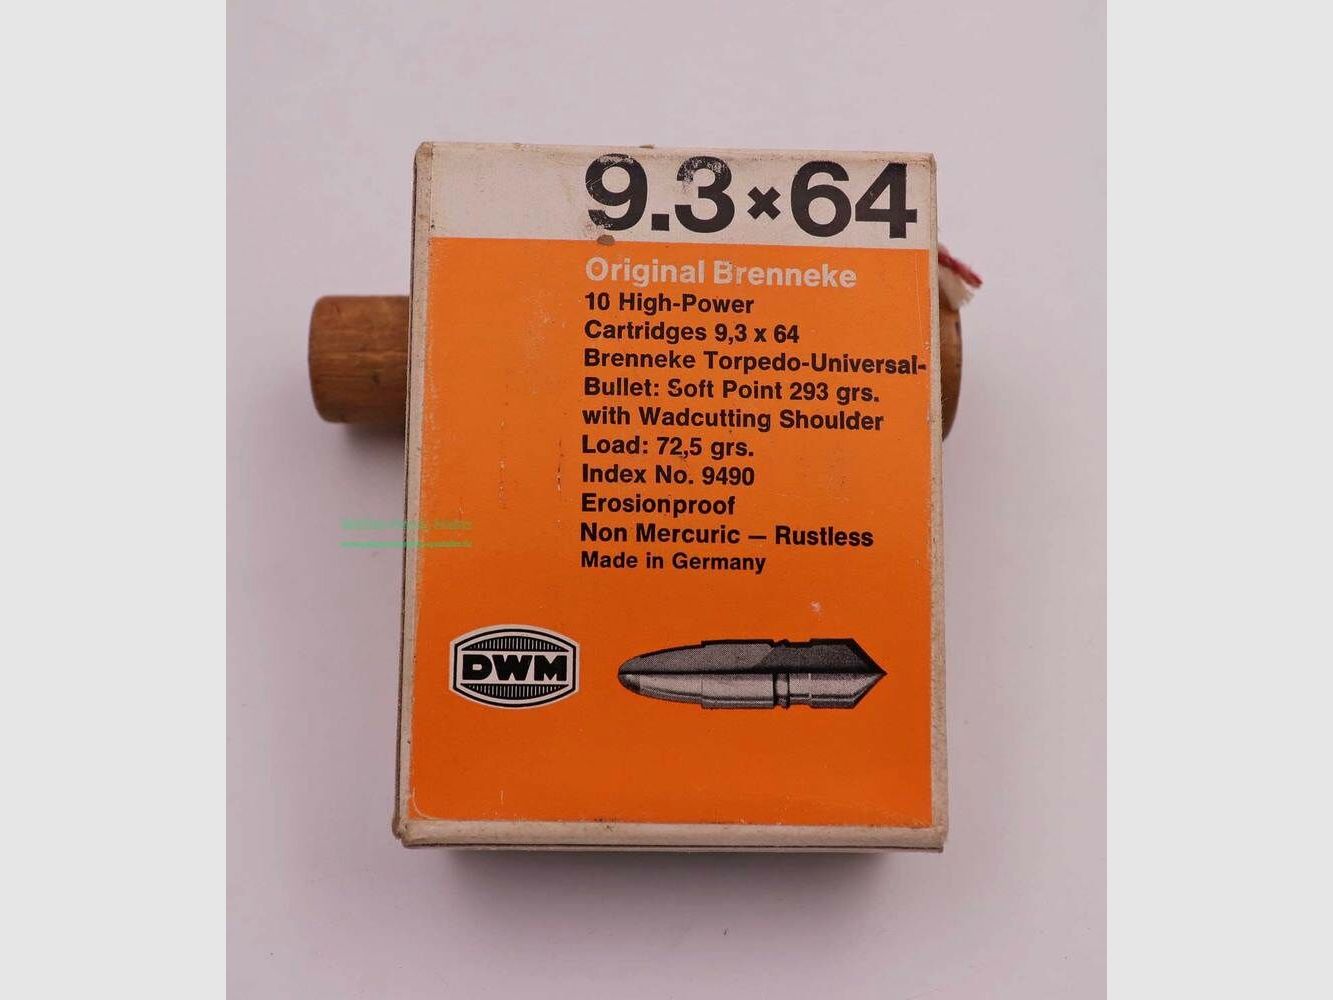 9.3×64
Original Brenneke
10 High-Power
Cartridges 9,3 x 64
Brenneke Torpedo-Universal-
Bullet: Soft Point 293 grs.
with Wadcutting Shoulder
Load: 72,5 grs.
Index No. 9490
Erosionproof
Non Mercuric — Rustless
Made in Germany
DWM